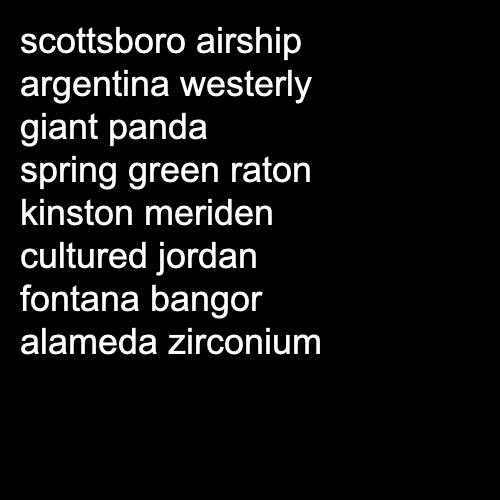 scottsboro airship
argentina westerly
giant panda
spring green raton
kinston meriden
cultured jordan
fontana bangor
alameda zirconium